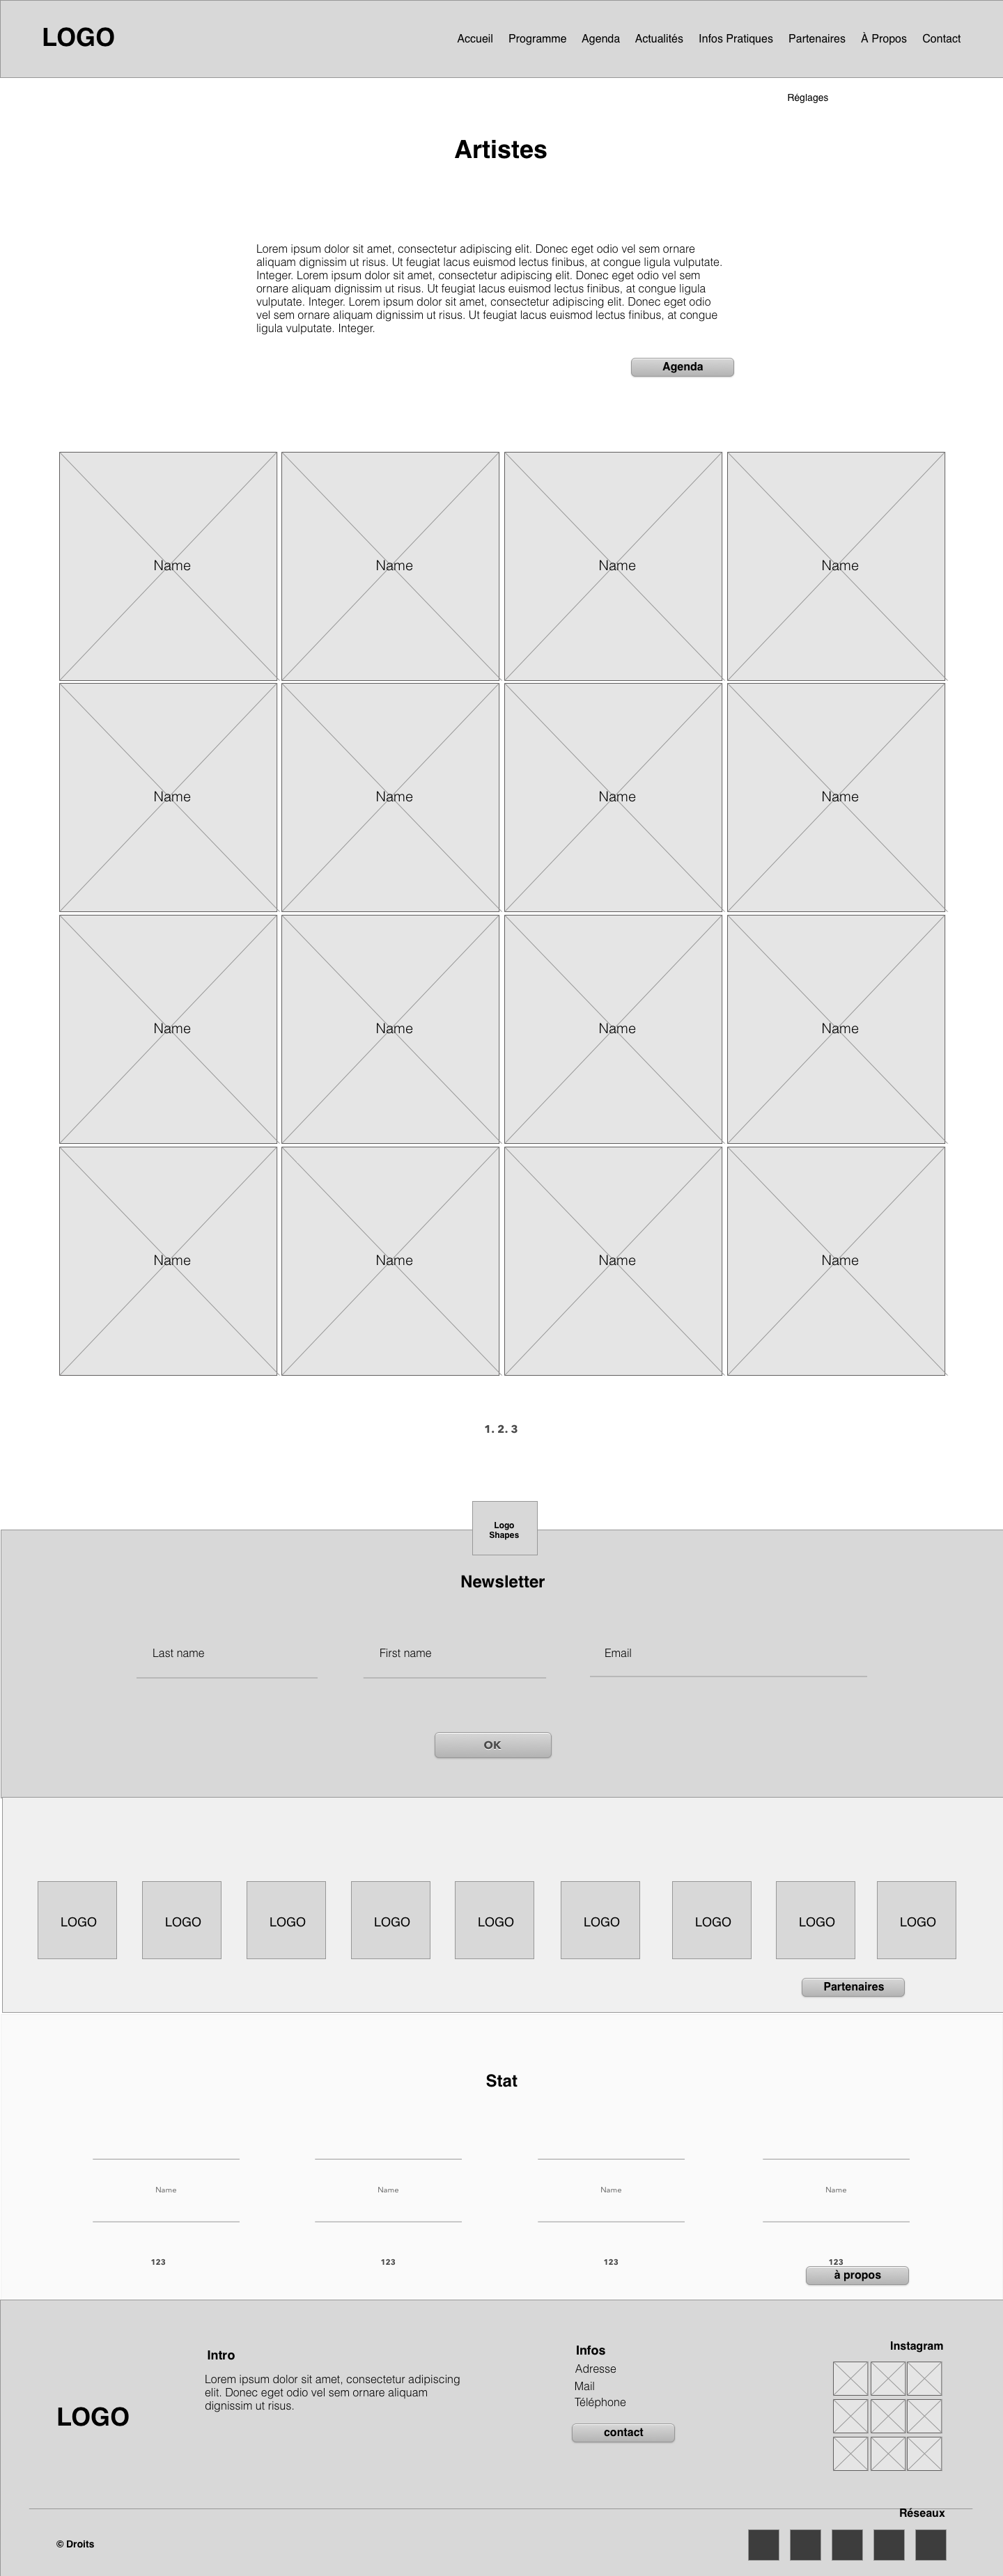 LOGO
Accueil Programme Agenda Actualités Infos Pratiques Partenaires À Propos Contact
Réglages
Artistes
Lorem ipsum dolor sit amet, consectetur adipiscing elit. Donec eget odio vel sem ornare
aliquam dignissim ut risus. Ut feugiat lacus euismod lectus finibus, at congue ligula vulputate.
Integer. Lorem ipsum dolor sit amet, consectetur adipiscing elit. Donec eget odio vel sem
ornare aliquam dignissim ut risus. Ut feugiat lacus euismod lectus finibus, at congue ligula
vulputate. Integer. Lorem ipsum dolor sit amet, consectetur adipiscing elit. Donec eget odio
vel sem ornare aliquam dignissim ut risus. Ut feugiat lacus euismod lectus finibus, at congue
ligula vulputate. Integer.
Agenda
Name Name Name Name
Name Name Name Name
Name Name Name Name
Name Name Name Name
1. 2. 3
Logo
Shapes
Newsletter
Last name First name Email
OK
LOGO LOGO LOGO LOGO LOGO LOGO LOGO LOGO LOGO
Partenaires
Stat
Name Name Name Name
123 123 123 123
à propos
LOGO
Intro
Lorem ipsum dolor sit amet, consectetur adipiscing
elit. Donec eget odio vel sem ornare aliquam
dignissim ut risus.
Infos
Adresse
Mail
Téléphone
contact
Instagram
Réseaux
© Droits